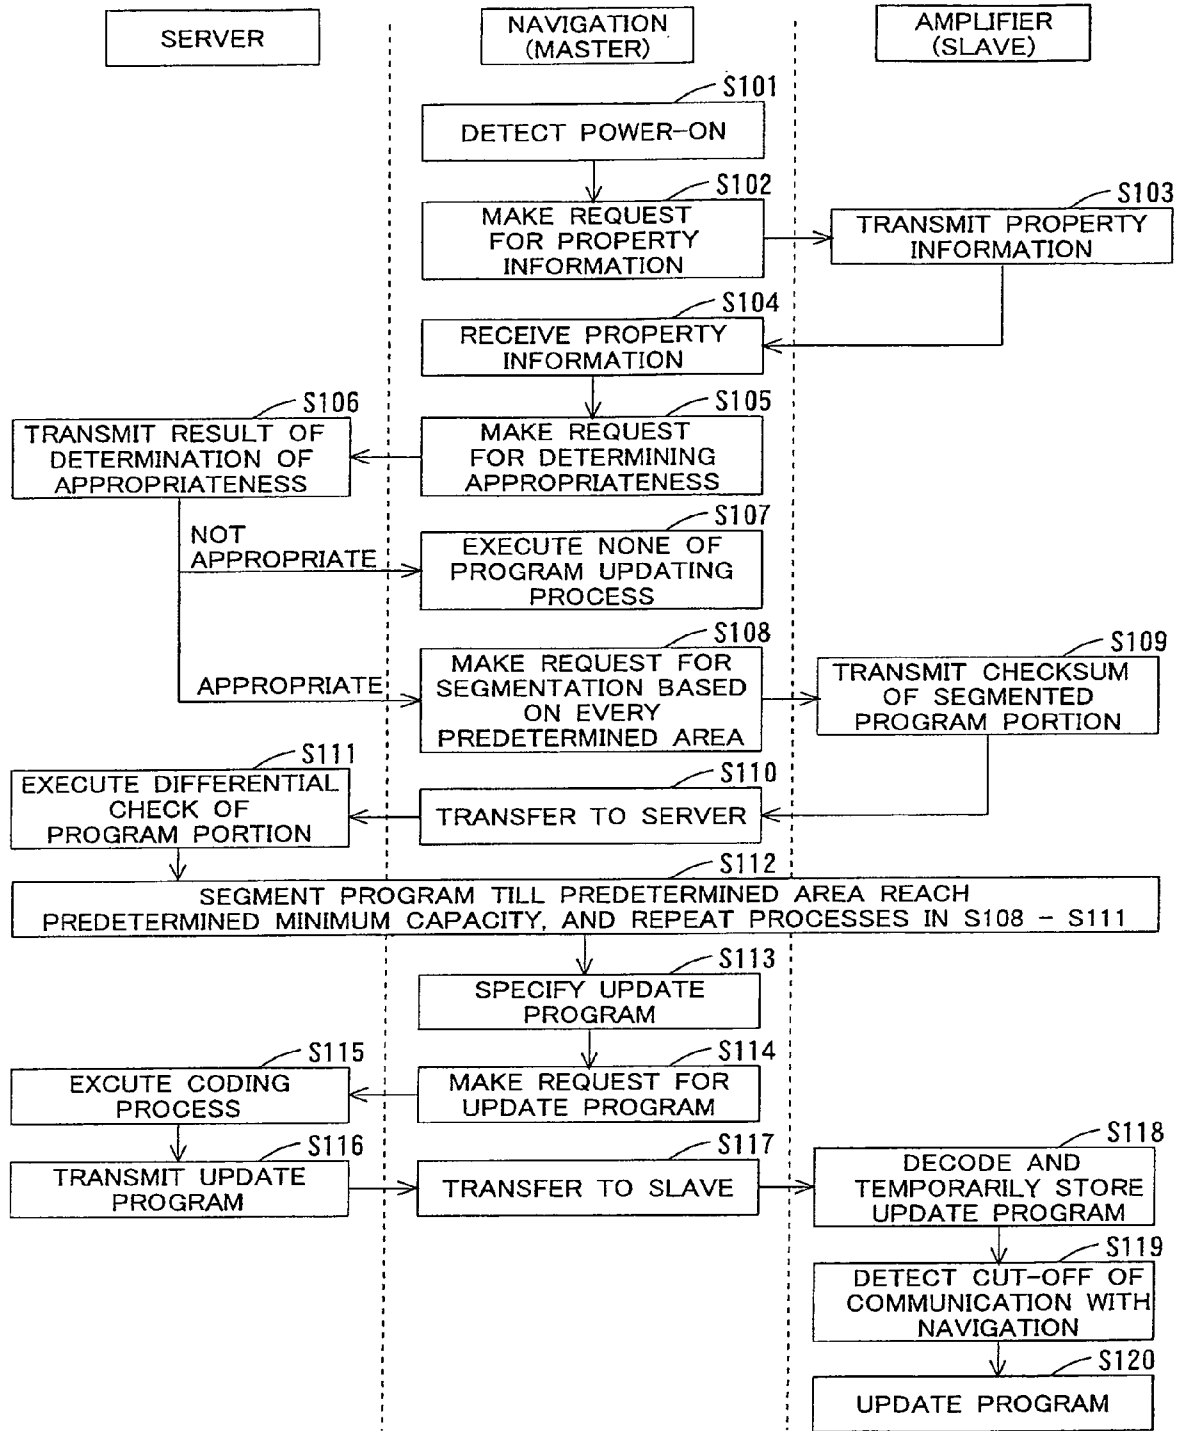 SERVER
NAVIGATION
(MASTER)
AMPLIFIER
(SLAVE)
S101
DETECT POWER-ON
S102
MAKE REQUEST
FOR PROPERTY
INFORMATION
S103
TRANSMIT PROPERTY
INFORMATION
S104
RECEIVE PROPERTY
INFORMATION
S105
MAKE REQUEST
FOR DETERMINING
APPROPRIATENESS
S106
TRANSMIT RESULT OF
DETERMINATION OF
APPROPRIATENESS
NOT
APPROPRIATE
S107
EXECUTE NONE OF
PROGRAM UPDATING
PROCESS
APPROPRIATE
S108
MAKE REQUEST FOR
SEGMENTATION BASED
ON EVERY
PREDETERMINED AREA
S109
TRANSMIT CHECKSUM
OF SEGMENTED
PROGRAM PORTION
S110
TRANSFER TO SERVER
S111
EXECUTE DIFFERENTIAL
CHECK OF
PROGRAM PORTION
S112
SEGMENT PROGRAM TILL PREDETERMINED AREA REACH
PREDETERMINED MINIMUM CAPACITY, AND REPEAT PROCESSES IN S108 - S111
S113
SPECIFY UPDATE
PROGRAM
S114
MAKE REQUEST FOR
UPDATE PROGRAM
S115
EXCUTE CODING
PROCESS
S116
TRANSMIT UPDATE
PROGRAM
S117
TRANSFER TO SLAVE
S118
DECODE AND
TEMPORARILY STORE
UPDATE PROGRAM
S119
DETECT CUT-OFF OF
COMMUNICATION WITH
NAVIGATION
S120
UPDATE PROGRAM